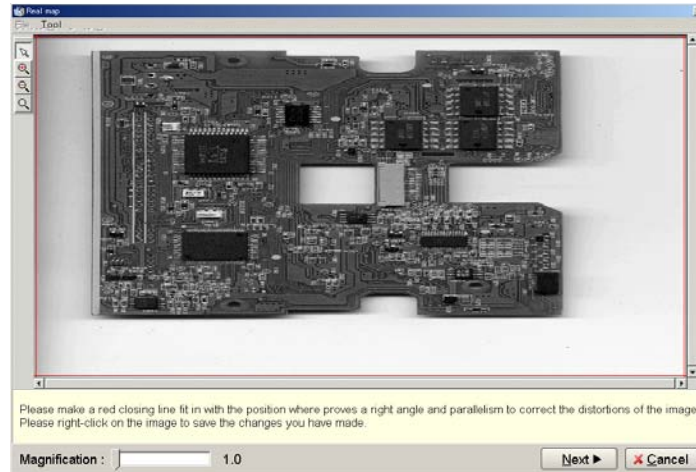 Real map
File Tool
Please make a red closing line fit in with the position where proves a right angle and parallelism to correct the distortions of the image
Please right-click on the image to save the changes you have made.
Magnification : 1.0 Next Cancel